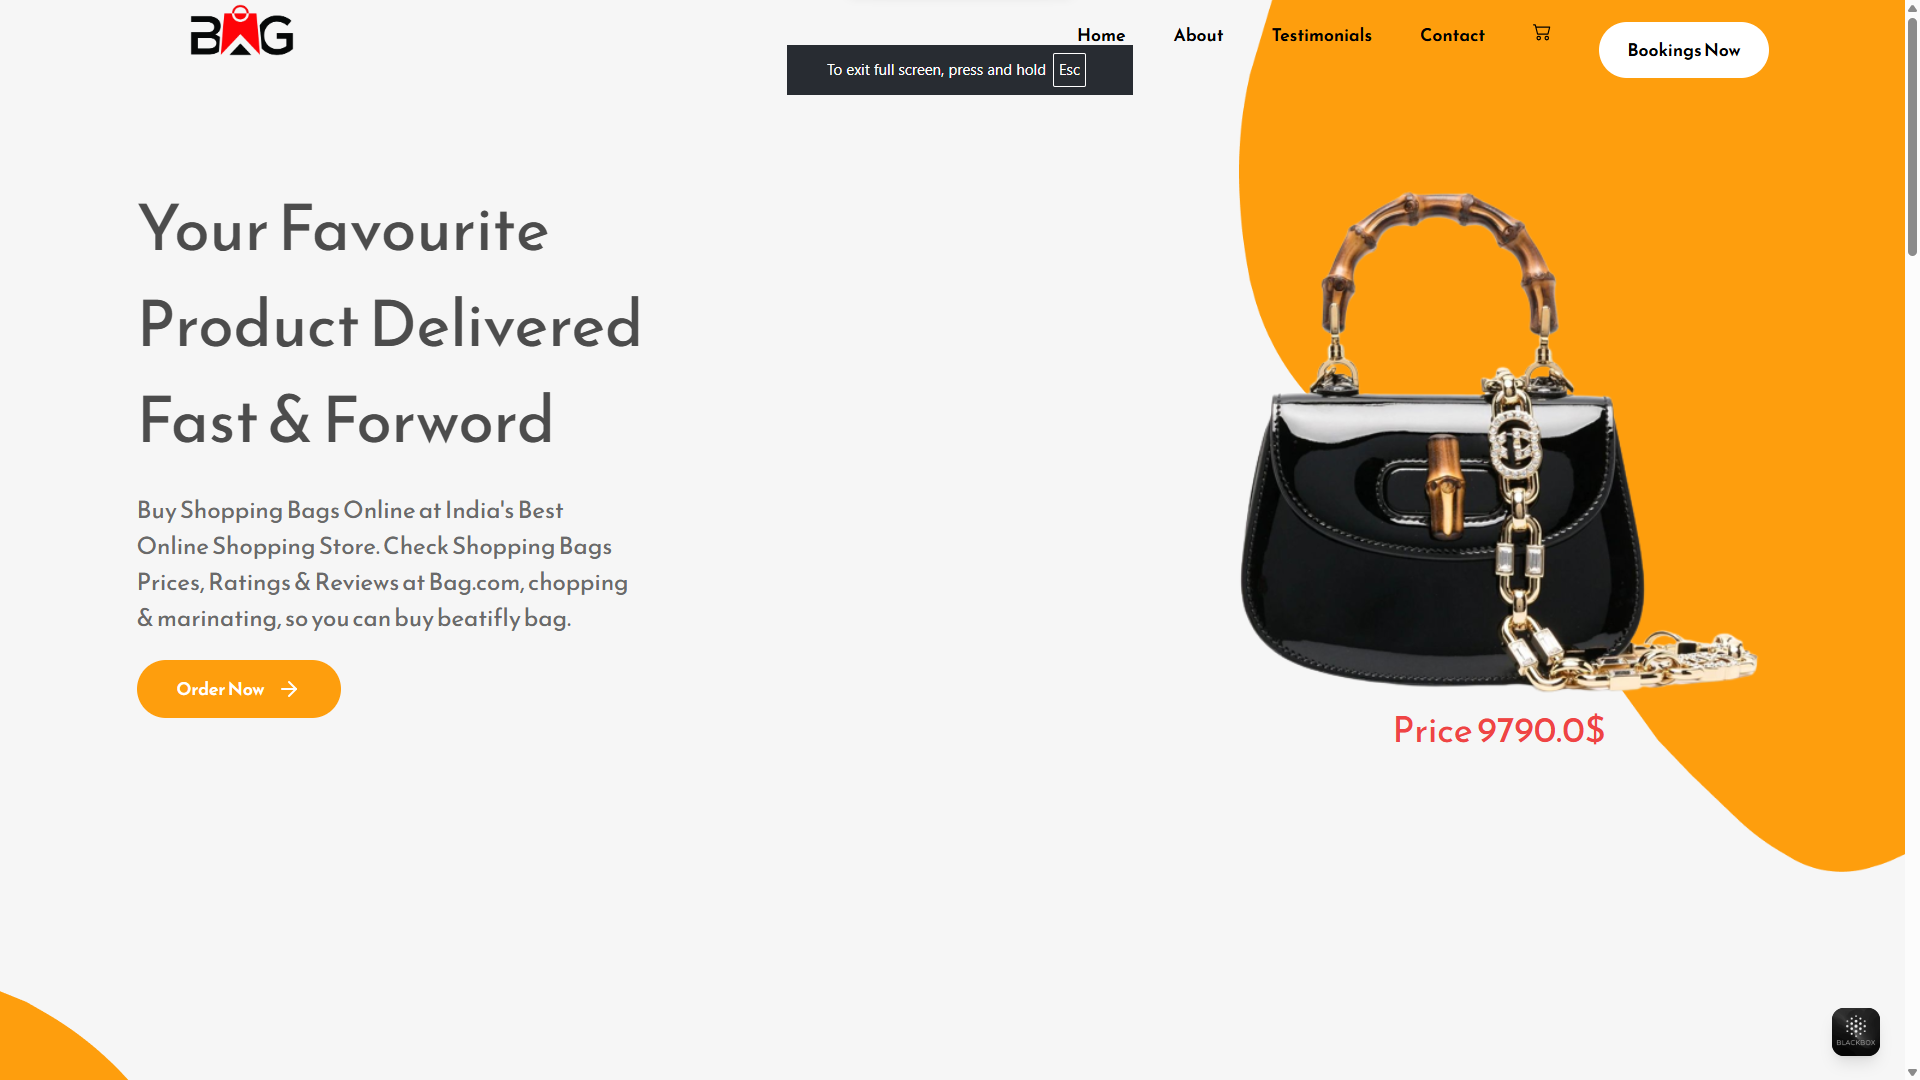 BAG
Home About Testimonials Contact Bookings Now
To exit full screen, press and hold Esc
Your Favourite
Product Delivered
Fast & Forword
Buy Shopping Bags Online at India's Best
Online Shopping Store. Check Shopping Bags
Prices, Ratings & Reviews at Bag.com, chopping
& marinating, so you can buy beatifly bag.
Order Now
Price 9790.0$
BLACKBOX